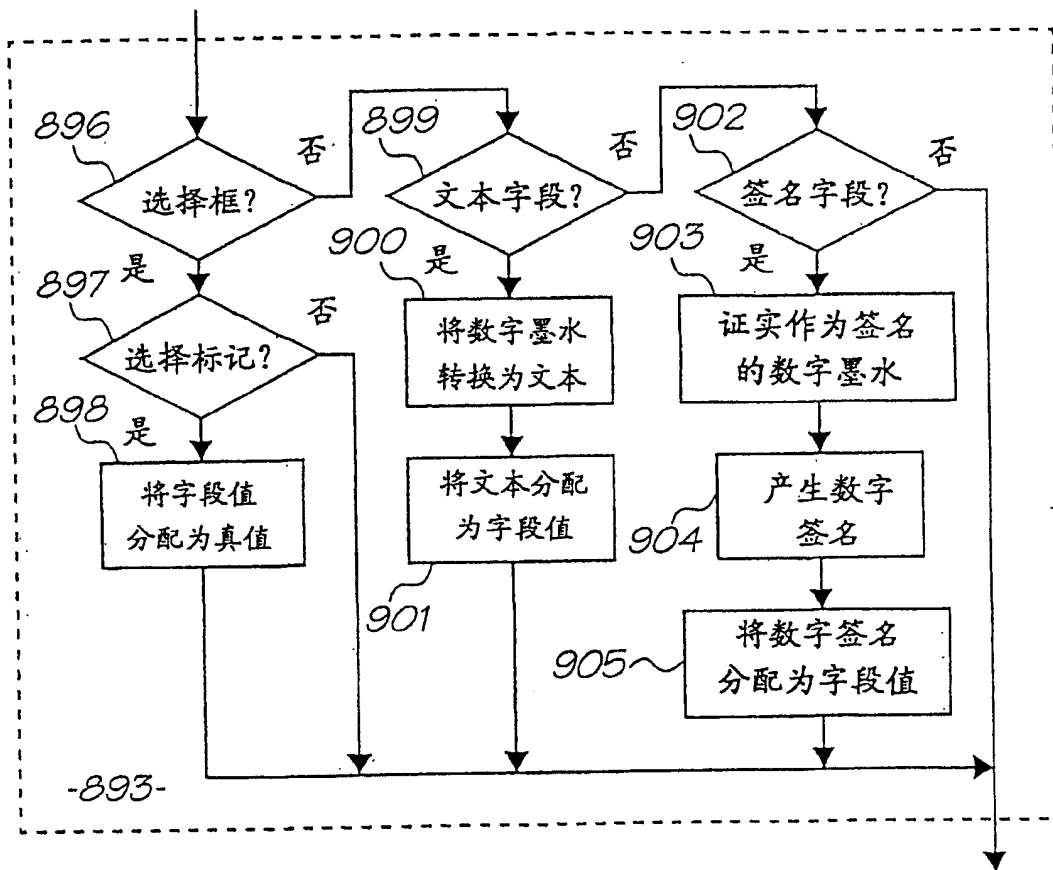 896
选择框?
否
899
文本字段?
否
902
签名字段?
否
是
897
选择标记?
否
900
是
将数字墨水
转换为文本
903
是
证实作为签名
的数字墨水
898
是
将字段值
分配为真值
将文本分配
为字段值
901
产生数字
签名
904
905
将数字签名
分配为字段值
-893-